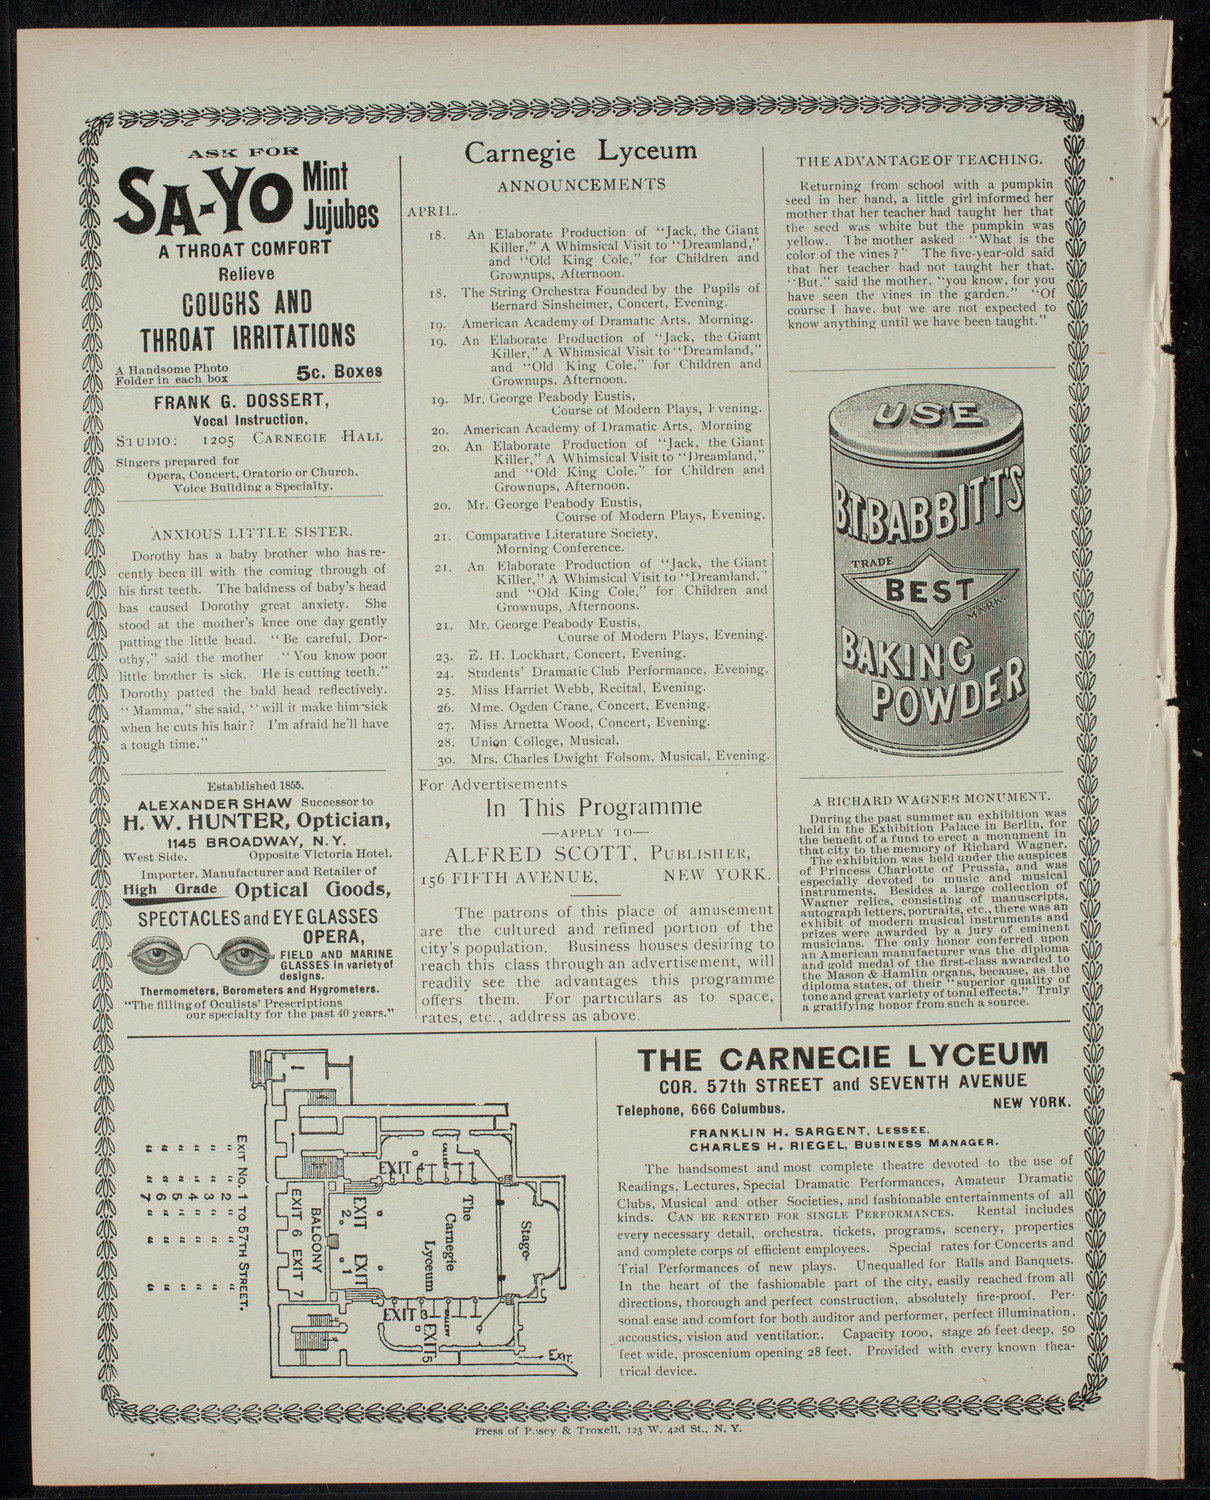 ASK FOR
SA-YO Mint
Jujubes
A THROAT COMFORT
Relieve
COUGHS AND
THROAT IRRITATIONS
A Handsome Photo
Folder in each box
5c. Boxes
FRANK G. DOSSERT,
Vocal Instruction,
STUDIO: 1205 CARNEGIE HALL
Singers prepared for
Opera, Concert, Oratorio or Church.
Voice Building a Specialty.
ANXIOUS LITTLE SISTER.
Dorothy has a baby brother who has re-
cently been ill with the coming through of
his first teeth. The baldness of baby's head
has caused Dorothy great anxiety. She
stood at the mother's knee one day gently
patting the little head. "Be careful, Dor-
othy," said the mother "You know poor
little brother is sick. He is cutting teeth."
Dorothy patted the bald head reflectively.
"Mamma," she said, "will it make him sick
when he cuts his hair? I'm afraid he'll have
a tough time."
Established 1855.
ALEXANDER SHAW Successor to
H. W. HUNTER, Optician,
1145 BROADWAY, N. Y.
West Side. Opposite Victoria Hotel.
Importer, Manufacturer and Retailer of
High Grade Optical Goods,
SPECTACLES and EYEGLASSES
OPERA,
FIELD AND MARINE
GLASSES in variety of
designs.
Thermometers, Borometers and Hygrometers.
"The filling of Oculists' Prescriptions
our specialty for the past 40 years."
Carnegie Lyceum
ANNOUNCEMENTS
APRIL.
18. An Elaborate Production of "Jack, the Giant
Killer," A Whimsical Visit to "Dreamland,"
and "Old King Cole," for Children and
Grownups, Afternoon.
18. The String Orchestra Founded by the Pupils of
Bernard Sinsheimer, Concert, Evening.
19. American Academy of Dramatic Arts, Morning.
19. An Elaborate Production of "Jack, the Giant
Killer," A Whimsical Visit to "Dreamland,"
and "Old King Cole," for Children and
Grownups, Afternoon.
19. Mr. George Peabody Eustis,
Course of Modern Plays, Evening.
20. American Academy of Dramatic Arts, Morning
20. An Elaborate Production of "Jack, the Giant
Killer," A Whimsical Visit to "Dreamland,"
and "Old King Cole." for Children and
Grownups, Afternoon.
20. Mr. George Peabody Eustis,
Course of Modern Plays, Evening.
21. Comparative Literature Society,
Morning Conference.
21. An Elaborate Production of "Jack, the Giant
Killer," A Whimsical Visit to "Dreamland,"
and "Old King Cole," for Children and
Grownups, Afternoons.
21. Mr. George Peabody Eustis,
Course of Modern Plays, Evening.
23. E. H. Lockhart, Concert, Evening.
24. Students' Dramatic Club Performance, Evening.
25. Miss Harriet Webb, Recital, Evening.
26. Mme. Ogden Crane, Concert, Evening.
27. Miss Arnetta Wood, Concert, Evening.
28. Union College, Musical.
30. Mrs. Charles Dwight Folsom, Musical, Evening.
For Advertisements
In This Programme
—APPLY TO—
ALFRED SCOTT, PUBLISHER,
156 FIFTH AVENUE, NEW YORK.
The patrons of this place of amusement
are the cultured and refined portion of the
city's population. Business houses desiring to
reach this class through an advertisement, will
readily see the advantages this programme
offers them. For particulars as to space,
rates, etc., address as above.
THE ADVANTAGE OF TEACHING.
Returning from school with a pumpkin
seed in her hand, a little girl informed her
mother that her teacher had taught her that
the seed was white but the pumpkin was
yellow. The mother asked: "What is the
color of the vines?" The five-year-old said
that her teacher had not taught her that.
"But," said the mother, "you know, for you
have seen the vines in the garden." "Of
course I have. but we are not expected to
know anything until we have been taught."
USE
B.T. BABBITT'S
TRADE
BEST
MARK.
BAKING
POWDER
A RICHARD WAGNER MONUMENT.
During the past summer an exhibition was
held in the Exhibition Palace in Berlin, for
the benefit of a fund to erect a monument in
that city to the memory of Richard Wagner.
The exhibition was held under the auspices
of Princess Charlotte of Prussia, and was
especially devoted to music and musical
instruments. Besides a large collection of
Wagner relics, consisting of manuscripts,
autograph letters, portraits, etc., there was an
exhibit of modern musical instruments and
prizes were awarded by a jury of eminent
musicians. The only honor conferred upon
an American manufacturer was the diploma
and gold medal of the first-class awarded to
the Mason & Hamlin organs, because, as the
diploma states, of their "superior quality of
tone and great variety of tonal effects." Truly
a gratifying honor from such a source.
EXIT NO. 1 TO 57TH STREET.
" " 2 " " "
" " 3 " " "
" " 4 " " "
" " 5 " " "
" " 6 " " "
" " 7 " " "
EXIT 6 EXIT 7
BALCONY
EXIT 2
EXIT 1
EXIT 4
GALLERY
The
Carnegie
Lyceum
Stage
EXIT 3
GALLERY
EXIT 5
EXIT.
THE CARNEGIE LYCEUM
COR. 57th STREET and SEVENTH AVENUE
Telephone, 666 Columbus. NEW YORK.
FRANKLIN H. SARGENT, LESSEE.
CHARLES H. RIEGEL, BUSINESS MANAGER.
The handsomest and most complete theatre devoted to the use of
Readings, Lectures, Special Dramatic Performances, Amateur Dramatic
Clubs, Musical and other Societies, and fashionable entertainments of all
kinds. CAN BE RENTED FOR SINGLE PERFORMANCES. Rental includes
every necessary detail, orchestra, tickets, programs, scenery, properties
and complete corps of efficient employees. Special rates for Concerts and
Trial Performances of new plays. Unequalled for Balls and Banquets.
In the heart of the fashionable part of the city, easily reached from all
directions, thorough and perfect construction, absolutely fire-proof. Per-
sonal ease and comfort for both auditor and performer, perfect illumination,
accoustics, vision and ventilation. Capacity 1000, stage 26 feet deep, 50
feet wide, proscenium opening 28 feet. Provided with every known thea-
trical device.
Press of Pusey & Troxell, 123 W. 42d St., N. Y.